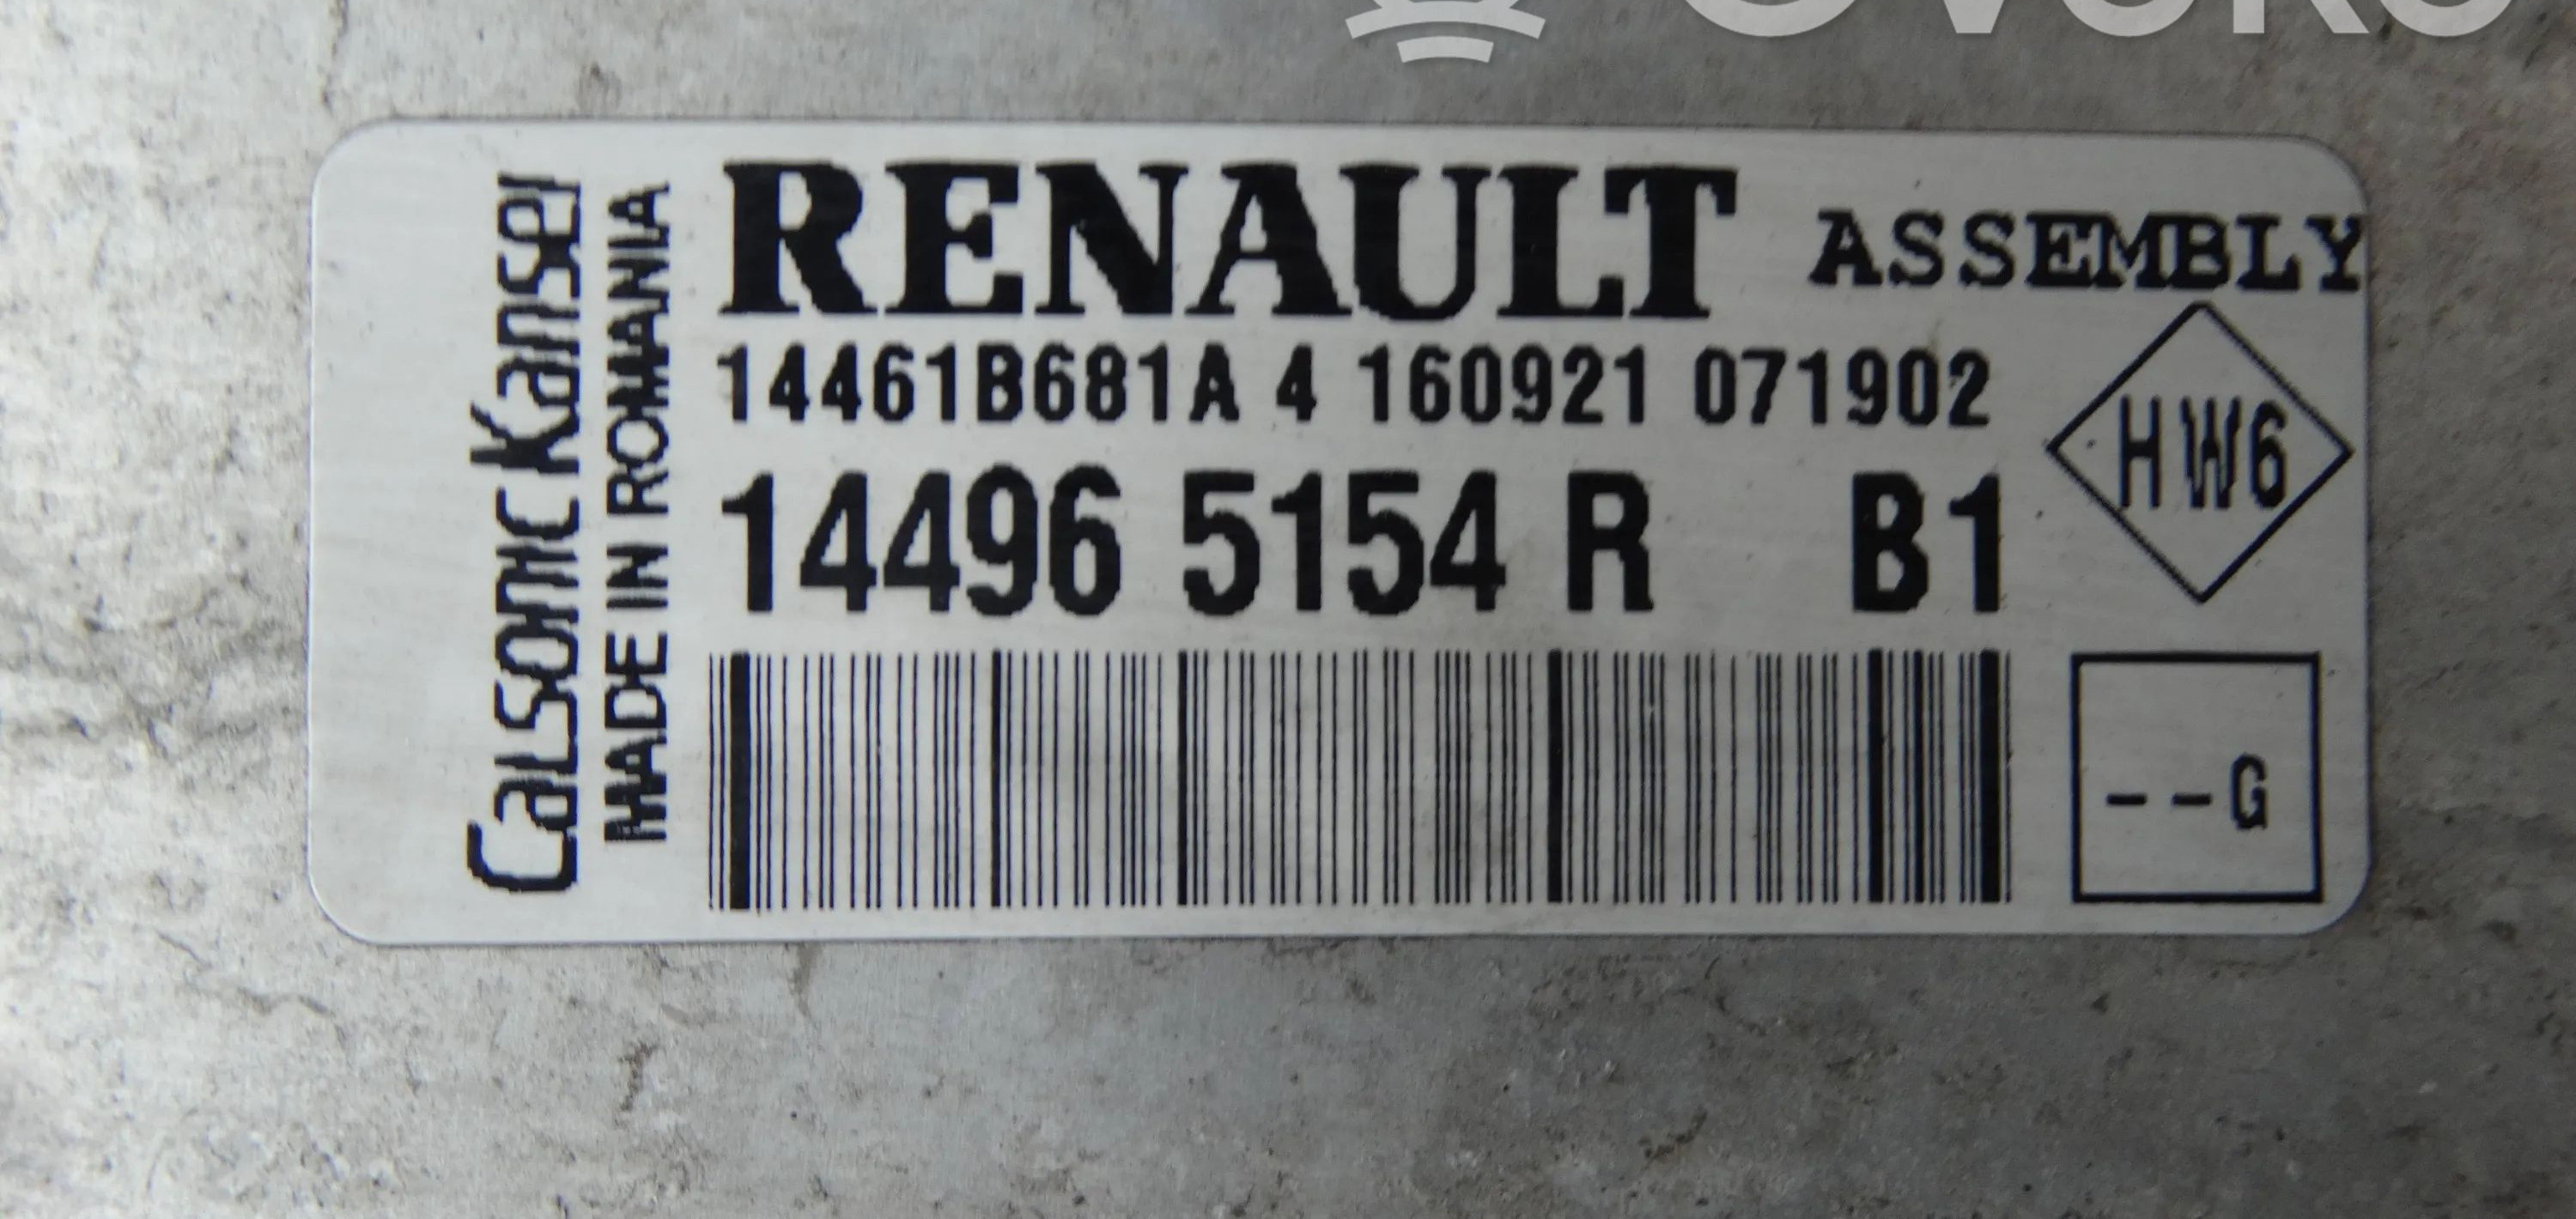 Calsonic Kansei
MADE IN ROMANIA
RENAULT ASSEMBLY
14461B681A 4 160921 071902
14496 5154 R B1
HW6
--G